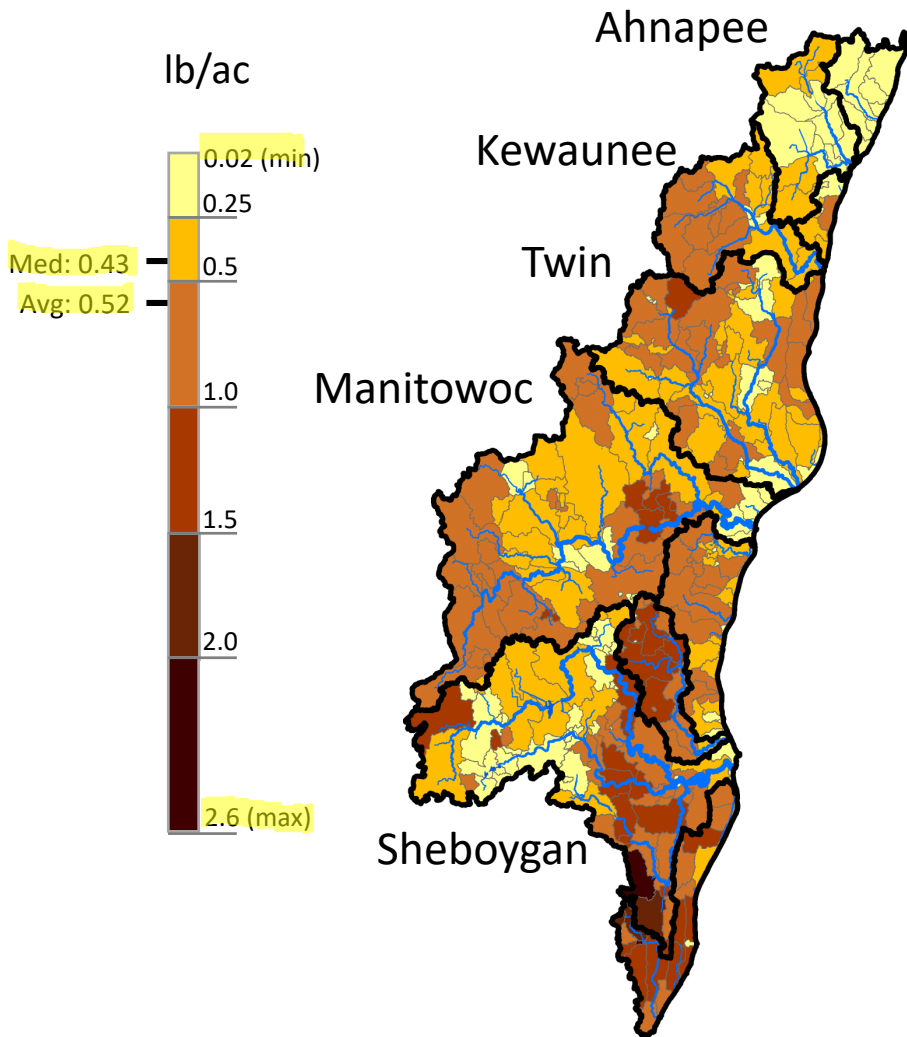 Ahnapee
lb/ac
Kewaunee
0.02 (min)
0.25
Med: 0.43
0.5
Avg: 0.52
Twin
Manitowoc
1.0
1.5
2.0
2.6 (max)
Sheboygan